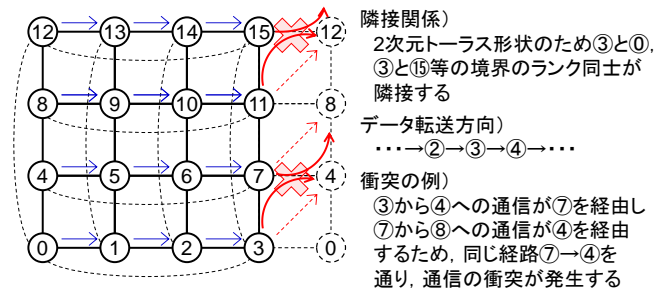 12 13 14 15 12
8 9 10 11 8
4 5 6 7 4
0 1 2 3 0
隣接関係)
2次元トーラス形状のため③と⓪,
③と⑮等の境界のランク同士が
隣接する
データ転送方向)
･･･→②→③→④→･･･
衝突の例)
③から④への通信が⑦を経由し
⑦から⑧への通信が④を経由
するため, 同じ経路⑦→④を
通り, 通信の衝突が発生する